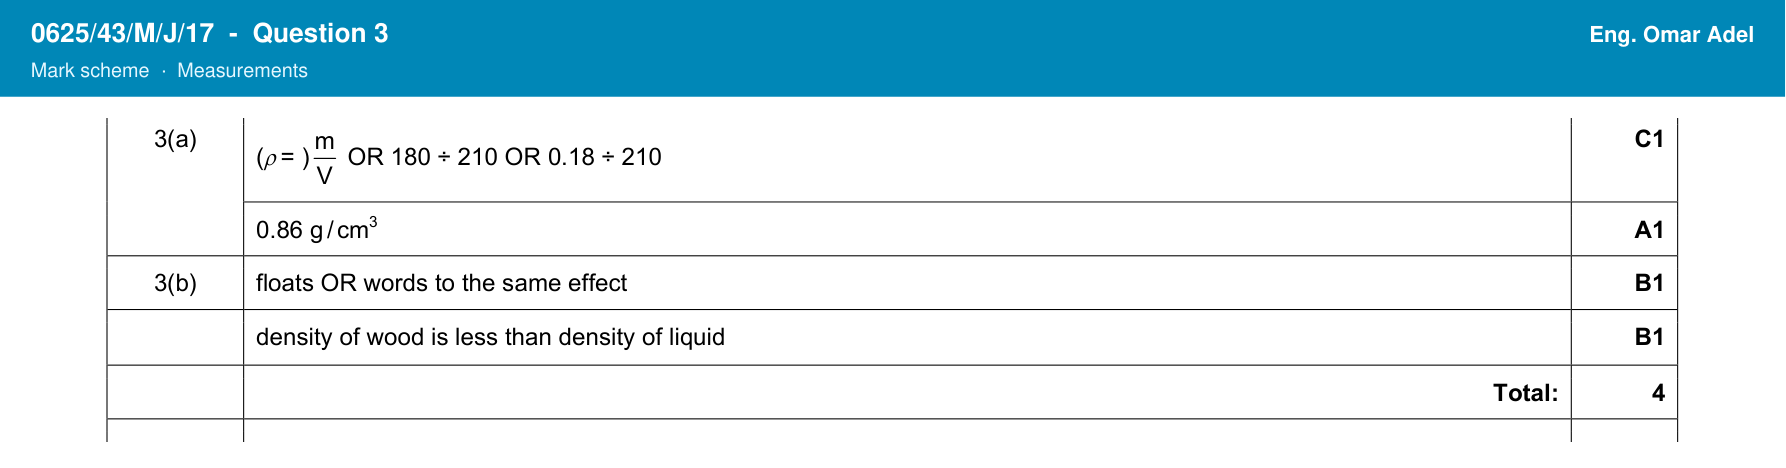 0625/43/M/J/17 - Question 3
Eng. Omar Adel
Mark scheme · Measurements
3(a) (ρ = ) m/V OR 180 ÷ 210 OR 0.18 ÷ 210 C1
0.86 g/cm³ A1
3(b) floats OR words to the same effect B1
density of wood is less than density of liquid B1
Total: 4